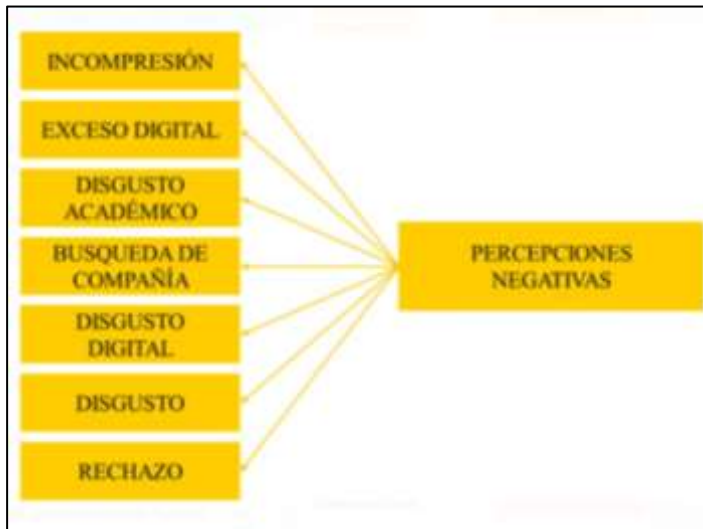 INCOMPRESIÓN
EXCESO DIGITAL
DISGUSTO
ACADÉMICO
BUSQUEDA DE
COMPAÑÍA
DISGUSTO
DIGITAL
DISGUSTO
RECHAZO
PERCEPCIONES
NEGATIVAS